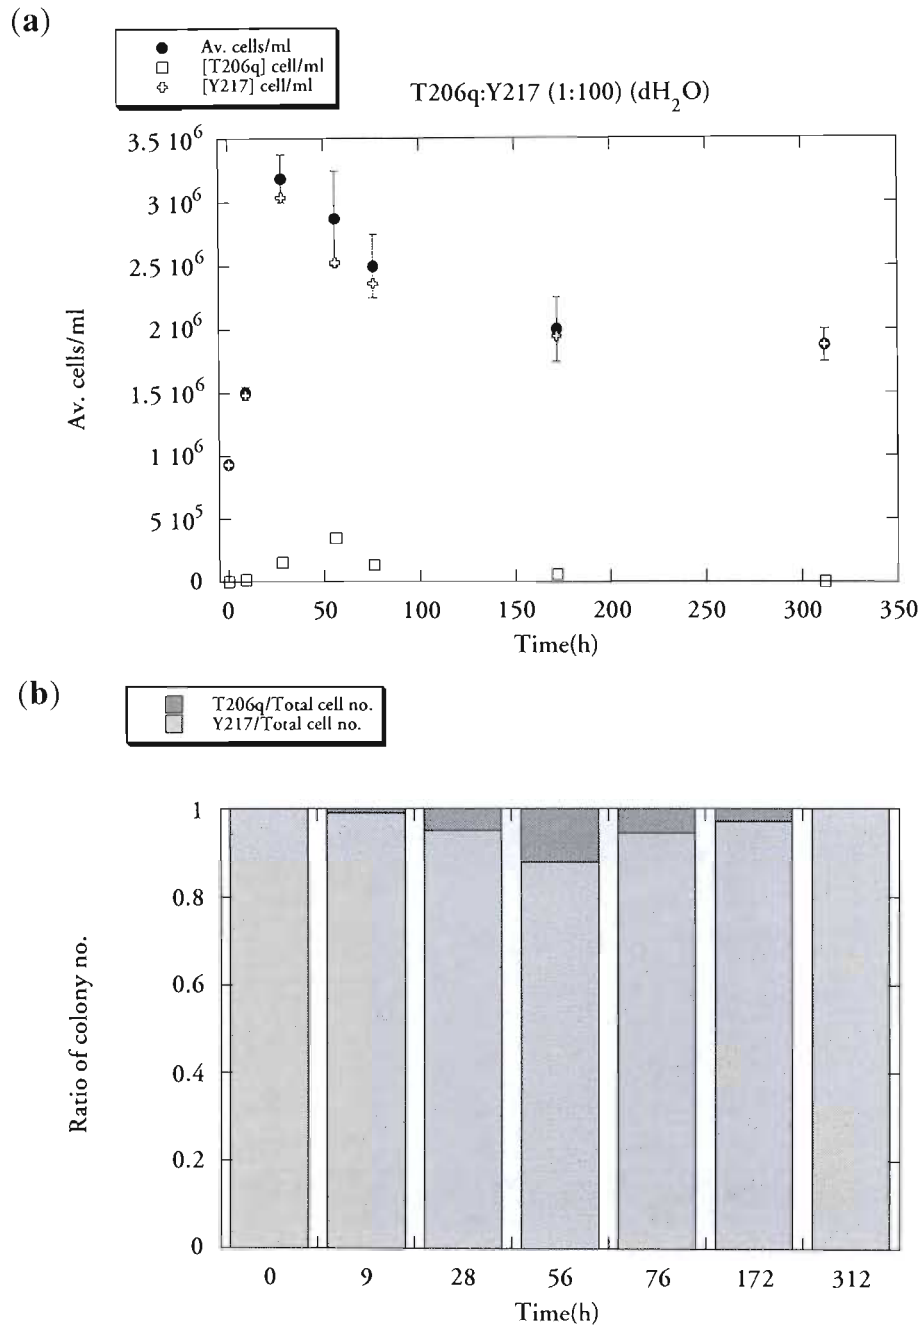 (a)
Av. cells/ml
[T206q] cell/ml
[Y217] cell/ml
T206q:Y217 (1:100) (dH2O)
3.5 10^6
3 10^6
2.5 10^6
2 10^6
1.5 10^6
1 10^6
5 10^5
0
Av. cells/ml
0 50 100 150 200 250 300 350
Time(h)
(b)
T206q/Total cell no.
Y217/Total cell no.
1
0.8
0.6
0.4
0.2
0
Ratio of colony no.
0 9 28 56 76 172 312
Time(h)